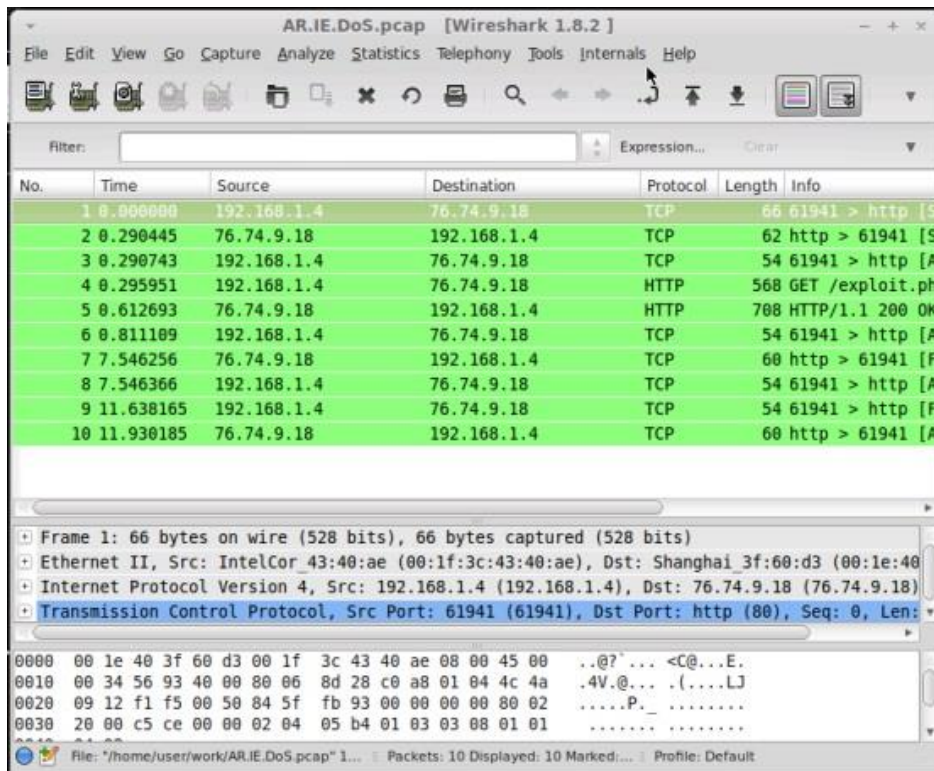 AR.IE.DoS.pcap [Wireshark 1.8.2 ]
File Edit View Go Capture Analyze Statistics Telephony Tools Internals Help
Filter: Expression... Clear
No. Time Source Destination Protocol Length Info
1 0.000000 192.168.1.4 76.74.9.18 TCP 66 61941 > http [S
2 0.290445 76.74.9.18 192.168.1.4 TCP 62 http > 61941 [S
3 0.290743 192.168.1.4 76.74.9.18 TCP 54 61941 > http [A
4 0.295951 192.168.1.4 76.74.9.18 HTTP 568 GET /exploit.ph
5 0.612693 76.74.9.18 192.168.1.4 HTTP 708 HTTP/1.1 200 OK
6 0.811109 192.168.1.4 76.74.9.18 TCP 54 61941 > http [A
7 7.546256 76.74.9.18 192.168.1.4 TCP 60 http > 61941 [F
8 7.546366 192.168.1.4 76.74.9.18 TCP 54 61941 > http [A
9 11.638165 192.168.1.4 76.74.9.18 TCP 54 61941 > http [F
10 11.930185 76.74.9.18 192.168.1.4 TCP 60 http > 61941 [A
Frame 1: 66 bytes on wire (528 bits), 66 bytes captured (528 bits)
Ethernet II, Src: IntelCor_43:40:ae (00:1f:3c:43:40:ae), Dst: Shanghai_3f:60:d3 (00:1e:40
Internet Protocol Version 4, Src: 192.168.1.4 (192.168.1.4), Dst: 76.74.9.18 (76.74.9.18)
Transmission Control Protocol, Src Port: 61941 (61941), Dst Port: http (80), Seq: 0, Len:
0000 00 1e 40 3f 60 d3 00 1f 3c 43 40 ae 08 00 45 00 ..@?`... <C@...E.
0010 00 34 56 93 40 00 80 06 8d 28 c0 a8 01 04 4c 4a .4V.@... .(....LJ
0020 09 12 f1 f5 00 50 84 5f fb 93 00 00 00 00 80 02 .....P._ ........
0030 20 00 c5 ce 00 00 02 04 05 b4 01 03 03 08 01 01 ........ ........
File: "/home/user/work/AR.IE.DoS.pcap" 1... Packets: 10 Displayed: 10 Marked:... Profile: Default